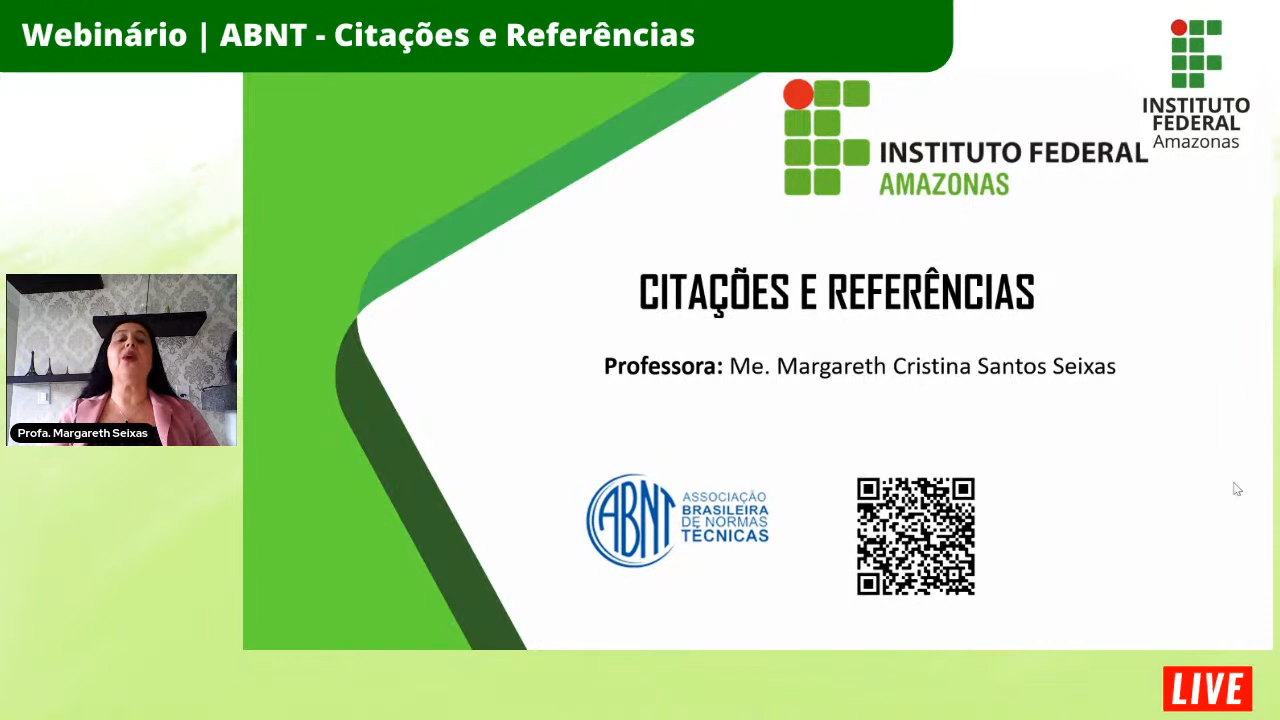 Webinário | ABNT - Citações e Referências
INSTITUTO
FEDERAL
Amazonas
INSTITUTO FEDERAL
AMAZONAS
CITAÇÕES E REFERÊNCIAS
Professora: Me. Margareth Cristina Santos Seixas
Profa. Margareth Seixas
ABNT
ASSOCIAÇÃO
BRASILEIRA
DE NORMAS
TÉCNICAS
LIVE